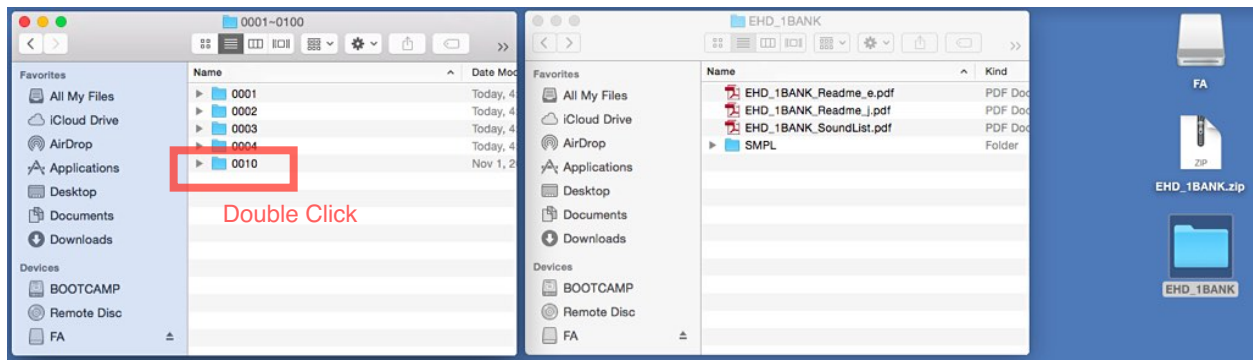 0001~0100
Favorites
All My Files
iCloud Drive
AirDrop
Applications
Desktop
Documents
Downloads
Devices
BOOTCAMP
Remote Disc
FA
Name Date Mod
0001 Today, 4:
0002 Today, 4:
0003 Today, 4:
0004 Today, 4
0010 Nov 1, 2
Double Click
EHD_1BANK
Favorites
All My Files
iCloud Drive
AirDrop
Applications
Desktop
Documents
Downloads
Devices
BOOTCAMP
Remote Disc
FA
Name Kind
EHD_1BANK_Readme_e.pdf PDF Doc
EHD_1BANK_Readme_j.pdf PDF Doc
EHD_1BANK_SoundList.pdf PDF Doc
SMPL Folder
FA
ZIP
EHD_1BANK.zip
EHD_1BANK